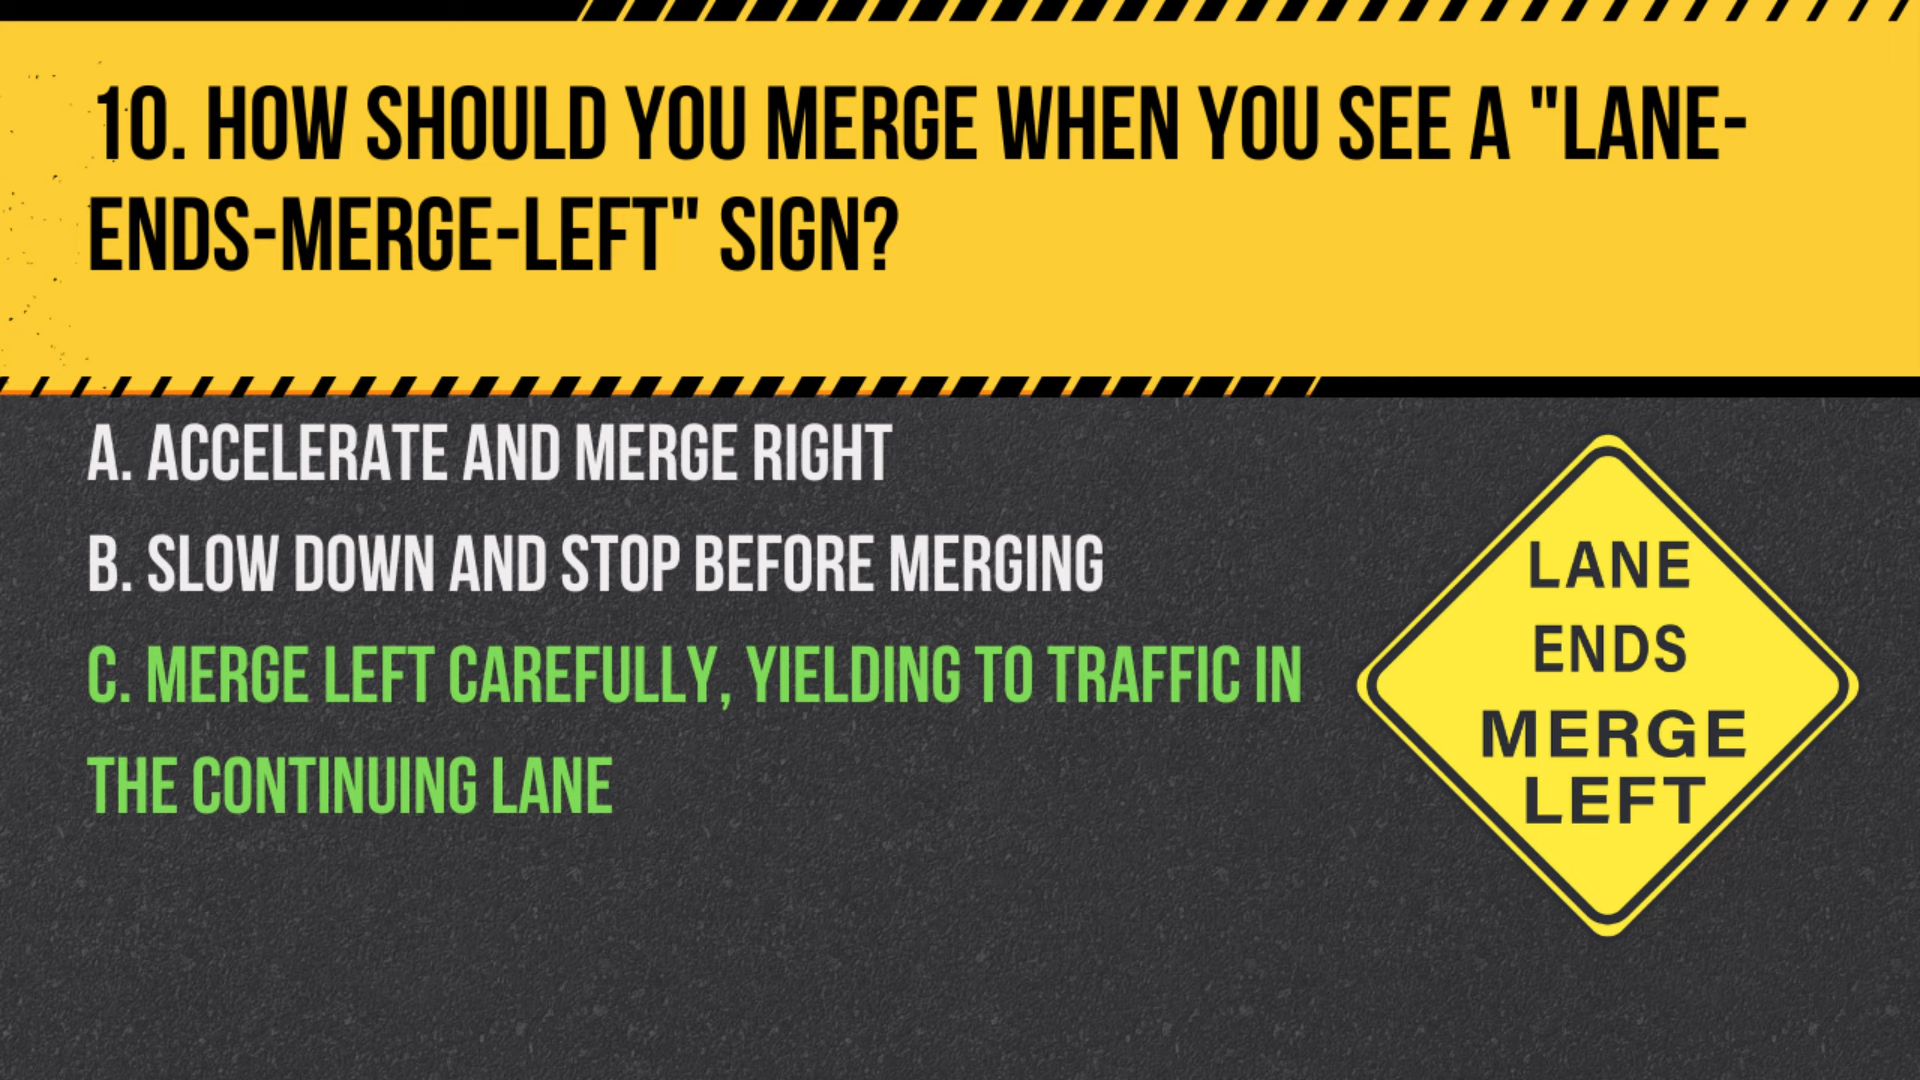 10. HOW SHOULD YOU MERGE WHEN YOU SEE A "LANE-
ENDS-MERGE-LEFT" SIGN?
A. ACCELERATE AND MERGE RIGHT
B. SLOW DOWN AND STOP BEFORE MERGING
C. MERGE LEFT CAREFULLY, YIELDING TO TRAFFIC IN
THE CONTINUING LANE
LANE
ENDS
MERGE
LEFT